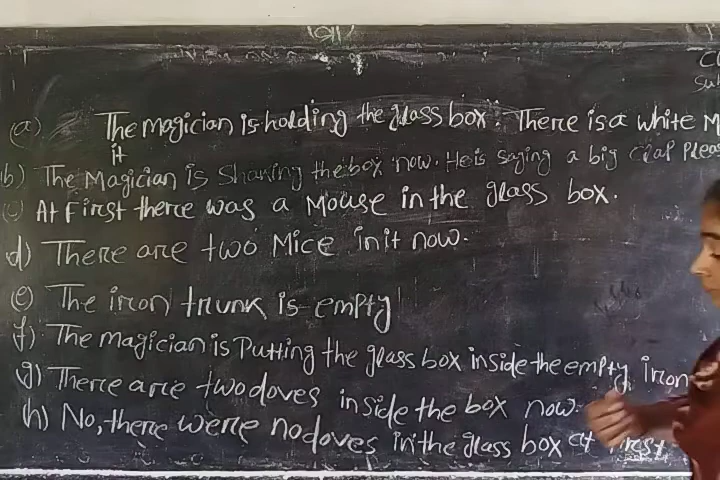 (a) The magician is holding the glass box. There is a white M
it
b) The Magician is Shaking the box now. He is saying a big clap Pleas
(c) At First there was a Mouse in the glass box.
d) There are two Mice in it now.
(e) The iron trunk is empty
f) The magician is Putting the glass box inside the empty iron
g) There are two doves inside the box now.
h) No, there were no doves in the glass box at first